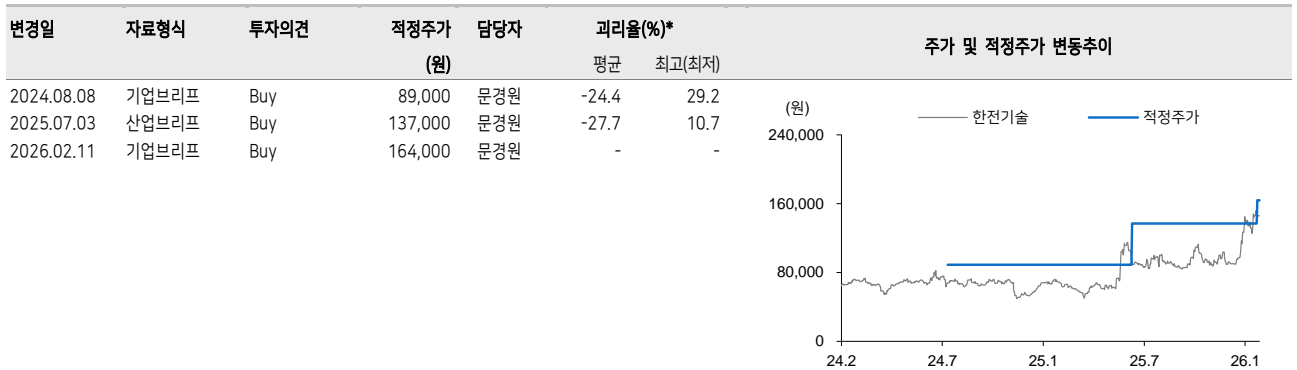 변경일 자료형식 투자의견 적정주가 담당자 괴리율(%)*
(원) 평균 최고(최저)
2024.08.08 기업브리프 Buy 89,000 문경원 -24.4 29.2
2025.07.03 산업브리프 Buy 137,000 문경원 -27.7 10.7
2026.02.11 기업브리프 Buy 164,000 문경원 - -
주가 및 적정주가 변동추이
(원) 한전기술 적정주가
240,000
160,000
80,000
0
24.2 24.7 25.1 25.7 26.1